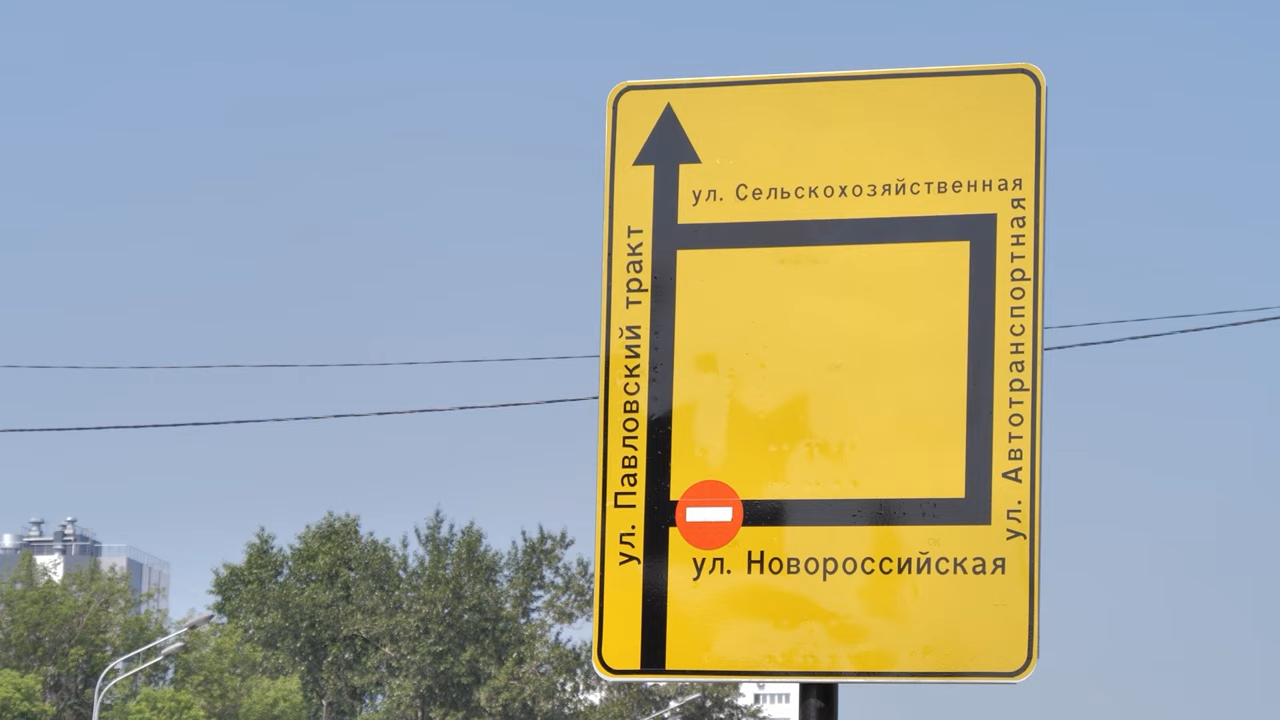 ул. Сельскохозяйственная
ул. Павловский тракт
ул. Автотранспортная
ул. Новороссийская